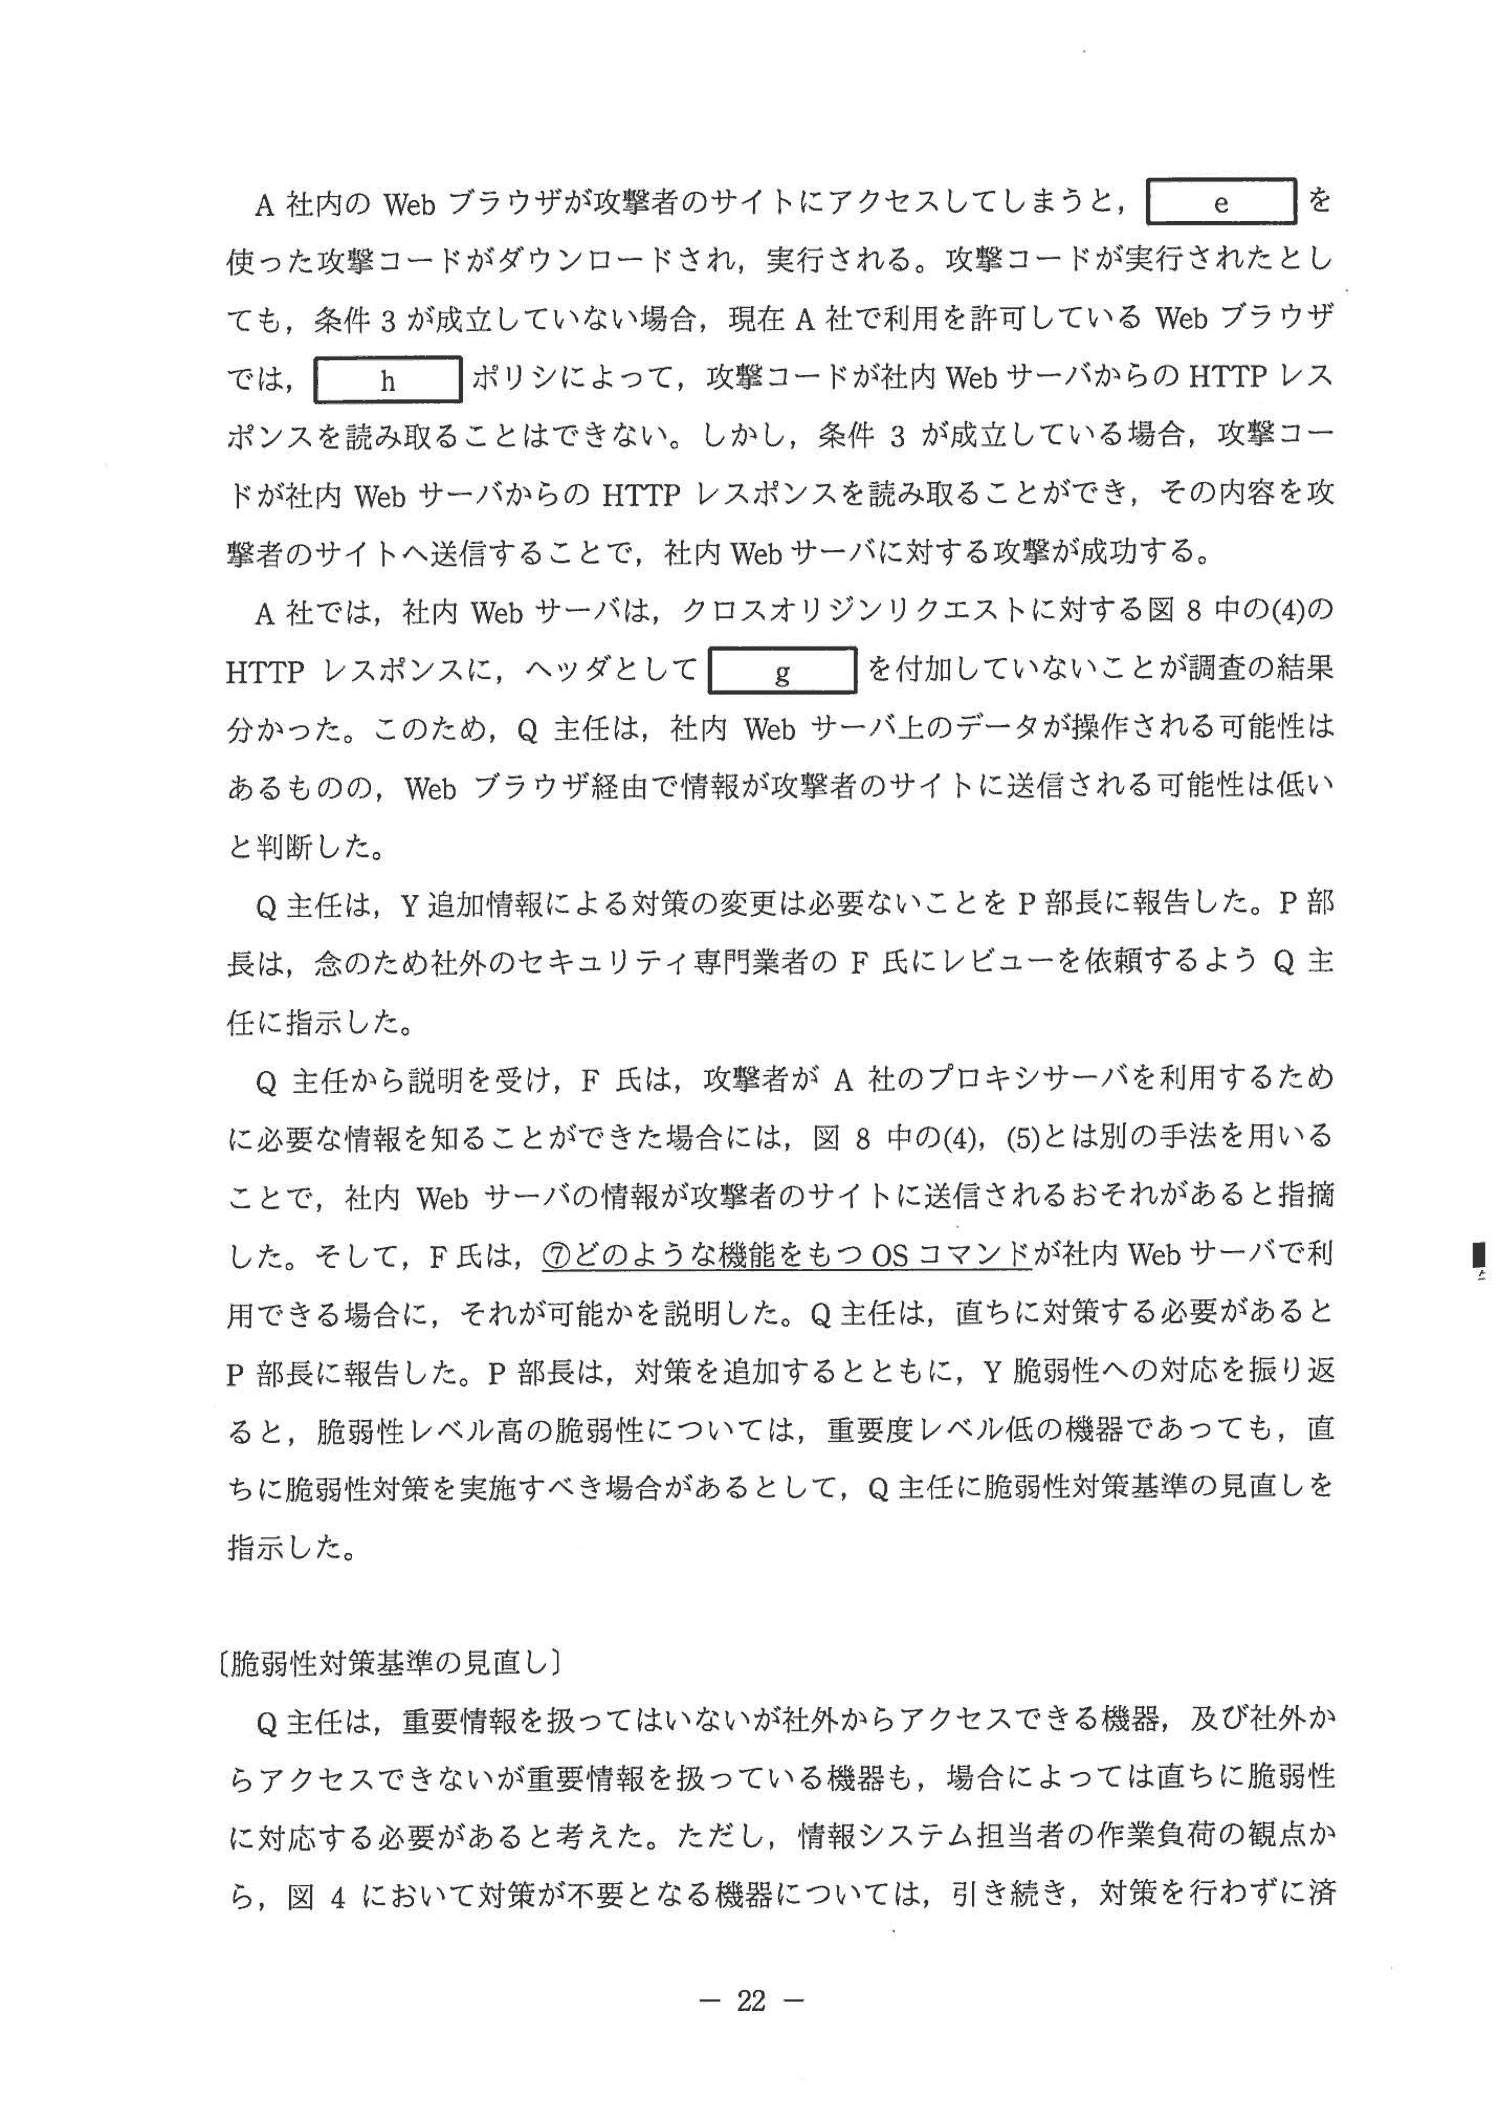 A 社内の Web ブラウザが攻撃者のサイトにアクセスしてしまうと， e を
使った攻撃コードがダウンロードされ，実行される。攻撃コードが実行されたとし
ても，条件 3 が成立していない場合，現在 A 社で利用を許可している Web ブラウザ
では， h ポリシによって，攻撃コードが社内 Web サーバからの HTTP レス
ポンスを読み取ることはできない。しかし，条件 3 が成立している場合，攻撃コー
ドが社内 Web サーバからの HTTP レスポンスを読み取ることができ，その内容を攻
撃者のサイトへ送信することで，社内 Web サーバに対する攻撃が成功する。
A 社では，社内 Web サーバは，クロスオリジンリクエストに対する図 8 中の(4)の
HTTP レスポンスに，ヘッダとして g を付加していないことが調査の結果
分かった。このため，Q 主任は，社内 Web サーバ上のデータが操作される可能性は
あるものの，Web ブラウザ経由で情報が攻撃者のサイトに送信される可能性は低い
と判断した。
Q 主任は，Y 追加情報による対策の変更は必要ないことを P 部長に報告した。P 部
長は，念のため社外のセキュリティ専門業者の F 氏にレビューを依頼するよう Q 主
任に指示した。
Q 主任から説明を受け，F 氏は，攻撃者が A 社のプロキシサーバを利用するため
に必要な情報を知ることができた場合には，図 8 中の(4)，(5)とは別の手法を用いる
ことで，社内 Web サーバの情報が攻撃者のサイトに送信されるおそれがあると指摘
した。そして，F 氏は，⑦どのような機能をもつ OS コマンドが社内 Web サーバで利
用できる場合に，それが可能かを説明した。Q 主任は，直ちに対策する必要があると
P 部長に報告した。P 部長は，対策を追加するとともに，Y 脆弱性への対応を振り返
ると，脆弱性レベル高の脆弱性については，重要度レベル低の機器であっても，直
ちに脆弱性対策を実施すべき場合があるとして，Q 主任に脆弱性対策基準の見直しを
指示した。
〔脆弱性対策基準の見直し〕
Q 主任は，重要情報を扱ってはいないが社外からアクセスできる機器，及び社外か
らアクセスできないが重要情報を扱っている機器も，場合によっては直ちに脆弱性
に対応する必要があると考えた。ただし，情報システム担当者の作業負荷の観点か
ら，図 4 において対策が不要となる機器については，引き続き，対策を行わずに済
－ 22 －